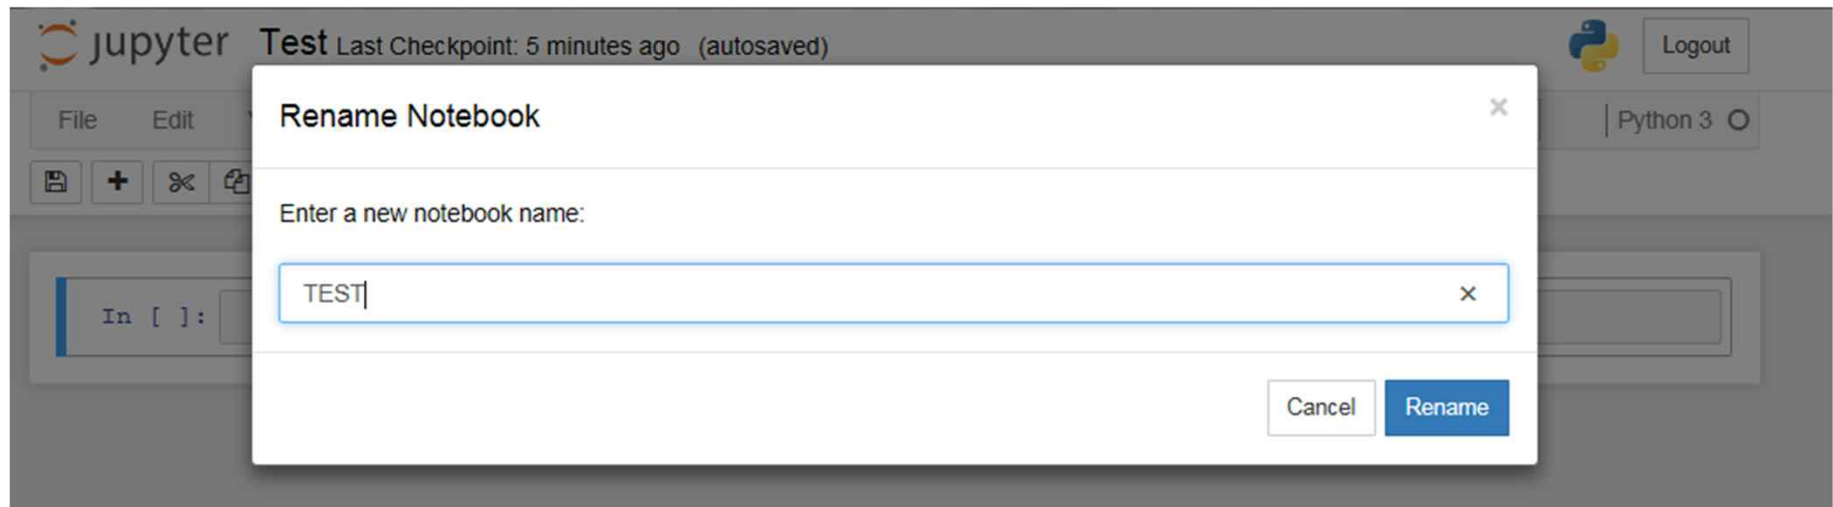 jupyter Test Last Checkpoint: 5 minutes ago (autosaved)
Logout
File Edit
Python 3
Rename Notebook
Enter a new notebook name:
TEST
In [ ]:
Cancel Rename